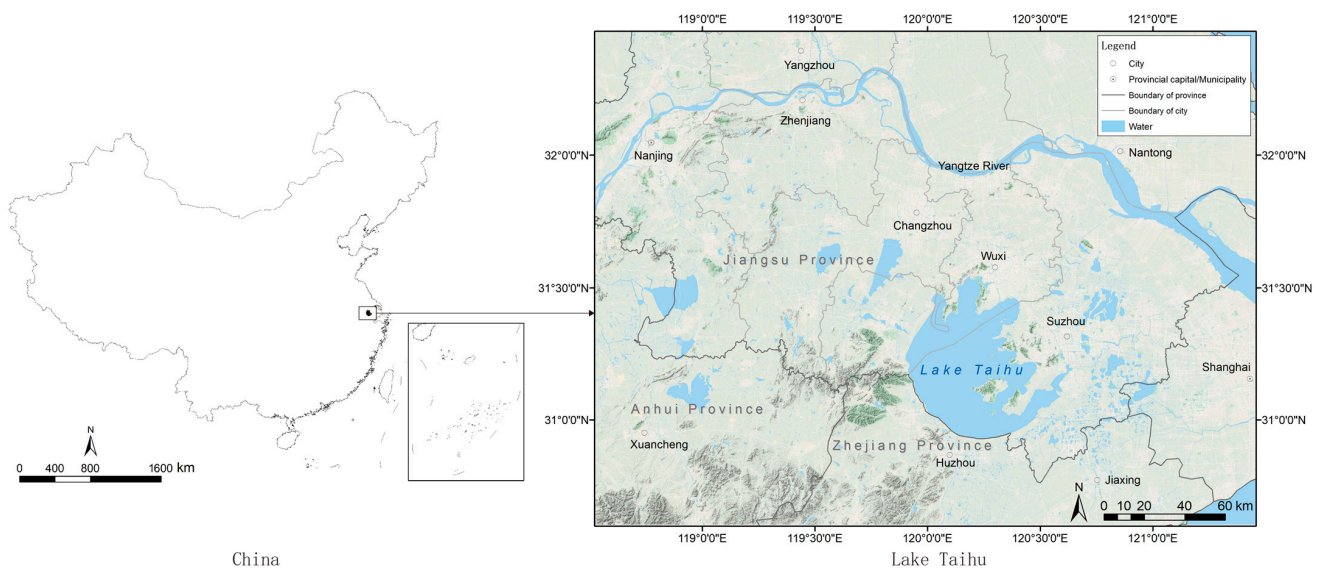 119°0'0"E
119°30'0"E
120°0'0"E
120°30'0"E
121°0'0"E
Legend
City
Provincial capital/Municipality
Boundary of province
Boundary of city
Water
Yangzhou
Zhenjiang
32°0'0"N
Nanjing
Yangtze River
Nantong
32°0'0"N
Changzhou
Jiangsu Province
Wuxi
31°30'0"N
31°30'0"N
Suzhou
Lake Taihu
Shanghai
Anhui Province
31°0'0"N
31°0'0"N
Xuancheng
Zhejiang Province
Huzhou
Jiaxing
N
0 10 20 40 60 km
N
0 400 800 1600 km
119°0'0"E
119°30'0"E
120°0'0"E
120°30'0"E
121°0'0"E
China
Lake Taihu